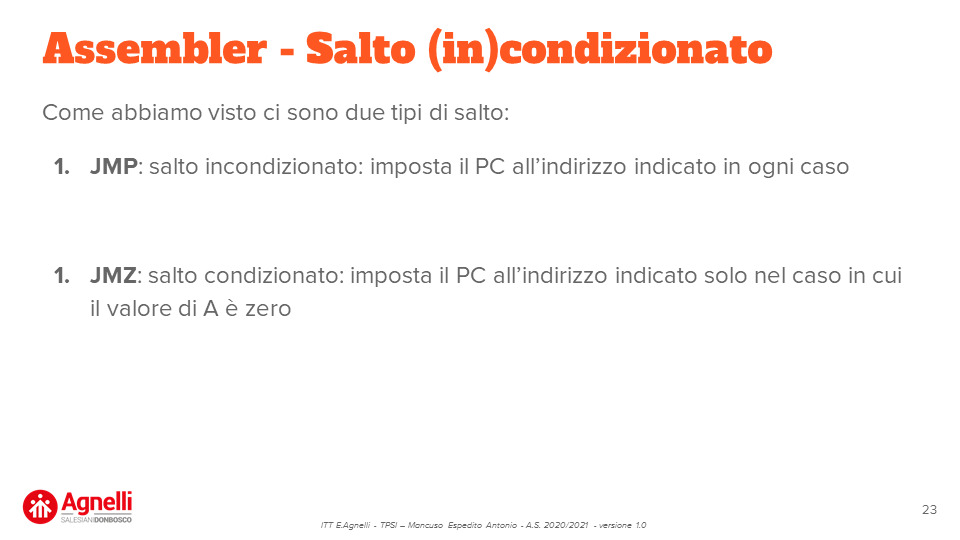 Assembler - Salto (in)condizionato
Come abbiamo visto ci sono due tipi di salto:
1. JMP: salto incondizionato: imposta il PC all’indirizzo indicato in ogni caso
1. JMZ: salto condizionato: imposta il PC all’indirizzo indicato solo nel caso in cui
il valore di A è zero
Agnelli
SALESIANIDONBOSCO
ITT E.Agnelli - TPSI – Mancuso Espedito Antonio - A.S. 2020/2021 - versione 1.0
23